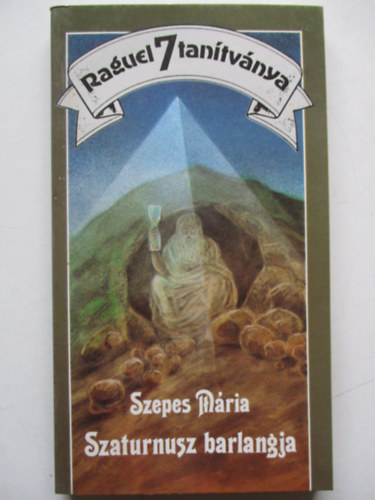 Raguel 7 tanítványa
Szepes Mária
Szaturnusz barlangja